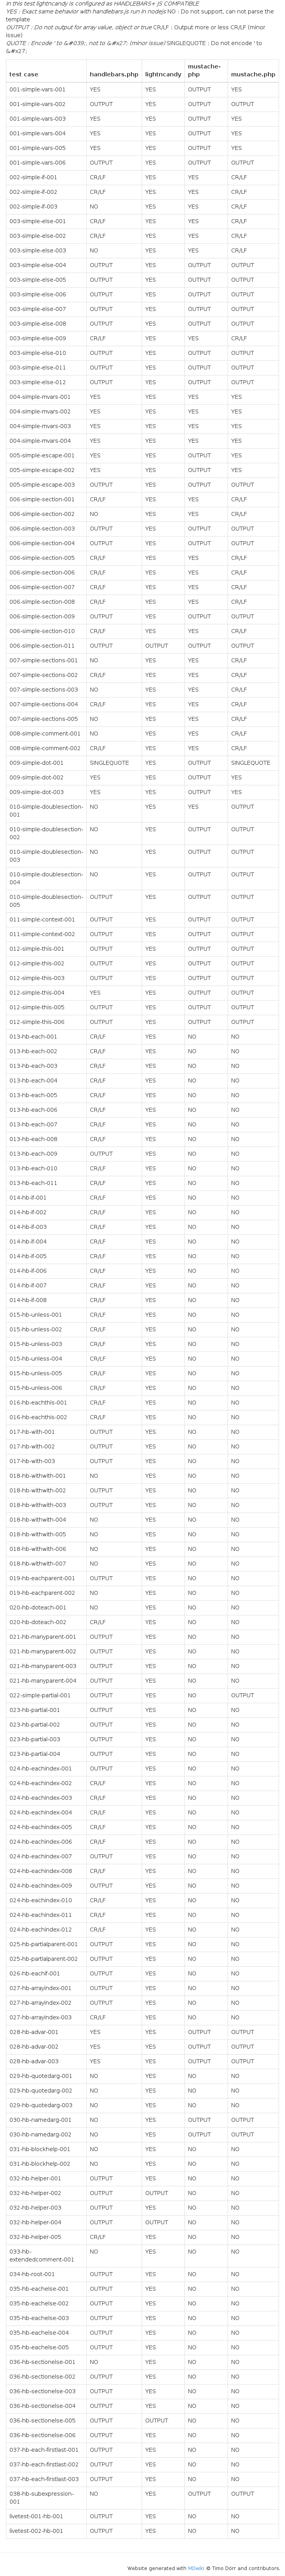 In this test lightncandy is configured as HANDLEBARS+ JS COMPATIBLE
YES : Exact same behavior with handlebars.js run in nodejs NO : Do not support, can not parse the
template
OUTPUT : Do not output for array value, object or true CR/LF : Output more or less CR/LF (minor
issue)
QUOTE : Encode ' to &#039;, not to &#x27; (minor issue) SINGLEQUOTE : Do not encode ' to
&#x27;
test case handlebars.php lightncandy mustache-php mustache.php
001-simple-vars-001 YES YES OUTPUT YES
001-simple-vars-002 OUTPUT YES OUTPUT OUTPUT
001-simple-vars-003 YES YES OUTPUT YES
001-simple-vars-004 YES YES OUTPUT YES
001-simple-vars-005 YES YES OUTPUT YES
001-simple-vars-006 OUTPUT YES OUTPUT OUTPUT
002-simple-if-001 CR/LF YES YES CR/LF
002-simple-if-002 CR/LF YES YES CR/LF
002-simple-if-003 NO YES YES CR/LF
003-simple-else-001 CR/LF YES YES CR/LF
003-simple-else-002 CR/LF YES YES CR/LF
003-simple-else-003 NO YES YES CR/LF
003-simple-else-004 OUTPUT YES OUTPUT OUTPUT
003-simple-else-005 OUTPUT YES OUTPUT OUTPUT
003-simple-else-006 OUTPUT YES OUTPUT OUTPUT
003-simple-else-007 OUTPUT YES OUTPUT OUTPUT
003-simple-else-008 OUTPUT YES OUTPUT OUTPUT
003-simple-else-009 CR/LF YES YES CR/LF
003-simple-else-010 OUTPUT YES OUTPUT OUTPUT
003-simple-else-011 OUTPUT YES OUTPUT OUTPUT
003-simple-else-012 OUTPUT YES OUTPUT OUTPUT
004-simple-mvars-001 YES YES YES YES
004-simple-mvars-002 YES YES YES YES
004-simple-mvars-003 YES YES YES YES
004-simple-mvars-004 YES YES YES YES
005-simple-escape-001 YES YES OUTPUT YES
005-simple-escape-002 YES YES OUTPUT YES
005-simple-escape-003 OUTPUT YES OUTPUT OUTPUT
006-simple-section-001 CR/LF YES YES CR/LF
006-simple-section-002 NO YES YES CR/LF
006-simple-section-003 OUTPUT YES OUTPUT OUTPUT
006-simple-section-004 OUTPUT YES OUTPUT OUTPUT
006-simple-section-005 CR/LF YES YES CR/LF
006-simple-section-006 CR/LF YES YES CR/LF
006-simple-section-007 CR/LF YES YES CR/LF
006-simple-section-008 CR/LF YES YES CR/LF
006-simple-section-009 OUTPUT YES OUTPUT OUTPUT
006-simple-section-010 CR/LF YES YES CR/LF
006-simple-section-011 OUTPUT OUTPUT OUTPUT OUTPUT
007-simple-sections-001 NO YES YES CR/LF
007-simple-sections-002 CR/LF YES YES CR/LF
007-simple-sections-003 NO YES YES CR/LF
007-simple-sections-004 CR/LF YES YES CR/LF
007-simple-sections-005 NO YES YES CR/LF
008-simple-comment-001 NO YES YES CR/LF
008-simple-comment-002 CR/LF YES YES CR/LF
009-simple-dot-001 SINGLEQUOTE YES OUTPUT SINGLEQUOTE
009-simple-dot-002 YES YES OUTPUT YES
009-simple-dot-003 YES YES OUTPUT YES
010-simple-doublesection-001 NO YES YES OUTPUT
010-simple-doublesection-002 NO YES OUTPUT OUTPUT
010-simple-doublesection-003 NO YES OUTPUT OUTPUT
010-simple-doublesection-004 NO YES OUTPUT OUTPUT
010-simple-doublesection-005 OUTPUT YES OUTPUT OUTPUT
011-simple-context-001 OUTPUT YES OUTPUT OUTPUT
011-simple-context-002 OUTPUT YES OUTPUT OUTPUT
012-simple-this-001 OUTPUT YES OUTPUT OUTPUT
012-simple-this-002 OUTPUT YES OUTPUT OUTPUT
012-simple-this-003 OUTPUT YES OUTPUT OUTPUT
012-simple-this-004 YES YES OUTPUT OUTPUT
012-simple-this-005 OUTPUT YES OUTPUT OUTPUT
012-simple-this-006 OUTPUT YES OUTPUT OUTPUT
013-hb-each-001 CR/LF YES NO NO
013-hb-each-002 CR/LF YES NO NO
013-hb-each-003 CR/LF YES NO NO
013-hb-each-004 CR/LF YES NO NO
013-hb-each-005 CR/LF YES NO NO
013-hb-each-006 CR/LF YES NO NO
013-hb-each-007 CR/LF YES NO NO
013-hb-each-008 CR/LF YES NO NO
013-hb-each-009 OUTPUT YES NO NO
013-hb-each-010 CR/LF YES NO NO
013-hb-each-011 CR/LF YES NO NO
014-hb-if-001 CR/LF YES NO NO
014-hb-if-002 CR/LF YES NO NO
014-hb-if-003 CR/LF YES NO NO
014-hb-if-004 CR/LF YES NO NO
014-hb-if-005 CR/LF YES NO NO
014-hb-if-006 CR/LF YES NO NO
014-hb-if-007 CR/LF YES NO NO
014-hb-if-008 CR/LF YES NO NO
015-hb-unless-001 CR/LF YES NO NO
015-hb-unless-002 CR/LF YES NO NO
015-hb-unless-003 CR/LF YES NO NO
015-hb-unless-004 CR/LF YES NO NO
015-hb-unless-005 CR/LF YES NO NO
015-hb-unless-006 CR/LF YES NO NO
016-hb-eachthis-001 CR/LF YES NO NO
016-hb-eachthis-002 CR/LF YES NO NO
017-hb-with-001 OUTPUT YES NO NO
017-hb-with-002 OUTPUT YES NO NO
017-hb-with-003 OUTPUT YES NO NO
018-hb-withwith-001 NO YES NO NO
018-hb-withwith-002 OUTPUT YES NO NO
018-hb-withwith-003 OUTPUT YES NO NO
018-hb-withwith-004 NO YES NO NO
018-hb-withwith-005 NO YES NO NO
018-hb-withwith-006 NO YES NO NO
018-hb-withwith-007 NO YES NO NO
019-hb-eachparent-001 OUTPUT YES NO NO
019-hb-eachparent-002 NO YES NO NO
020-hb-doteach-001 NO YES NO NO
020-hb-doteach-002 CR/LF YES NO NO
021-hb-manyparent-001 OUTPUT YES NO NO
021-hb-manyparent-002 OUTPUT YES NO NO
021-hb-manyparent-003 OUTPUT YES NO NO
021-hb-manyparent-004 OUTPUT YES NO NO
022-simple-partial-001 OUTPUT YES NO OUTPUT
023-hb-partial-001 OUTPUT YES NO NO
023-hb-partial-002 OUTPUT YES NO NO
023-hb-partial-003 OUTPUT YES NO NO
023-hb-partial-004 OUTPUT YES NO NO
024-hb-eachindex-001 OUTPUT YES NO NO
024-hb-eachindex-002 CR/LF YES NO NO
024-hb-eachindex-003 CR/LF YES NO NO
024-hb-eachindex-004 CR/LF YES NO NO
024-hb-eachindex-005 CR/LF YES NO NO
024-hb-eachindex-006 CR/LF YES NO NO
024-hb-eachindex-007 OUTPUT YES NO NO
024-hb-eachindex-008 CR/LF YES NO NO
024-hb-eachindex-009 OUTPUT YES NO NO
024-hb-eachindex-010 CR/LF YES NO NO
024-hb-eachindex-011 CR/LF YES NO NO
024-hb-eachindex-012 CR/LF YES NO NO
025-hb-partialparent-001 OUTPUT YES NO NO
025-hb-partialparent-002 OUTPUT YES NO NO
026-hb-eachif-001 OUTPUT YES NO NO
027-hb-arrayindex-001 OUTPUT YES NO NO
027-hb-arrayindex-002 OUTPUT YES NO NO
027-hb-arrayindex-003 CR/LF YES NO NO
028-hb-advar-001 YES YES OUTPUT OUTPUT
028-hb-advar-002 YES YES OUTPUT OUTPUT
028-hb-advar-003 YES YES OUTPUT OUTPUT
029-hb-quotedarg-001 NO YES NO NO
029-hb-quotedarg-002 NO YES NO NO
029-hb-quotedarg-003 NO YES NO NO
030-hb-namedarg-001 NO YES OUTPUT OUTPUT
030-hb-namedarg-002 NO YES OUTPUT OUTPUT
031-hb-blockhelp-001 NO YES NO NO
031-hb-blockhelp-002 NO YES NO NO
032-hb-helper-001 OUTPUT YES NO NO
032-hb-helper-002 OUTPUT OUTPUT NO NO
032-hb-helper-003 OUTPUT YES NO NO
032-hb-helper-004 OUTPUT OUTPUT NO NO
032-hb-helper-005 CR/LF YES NO NO
033-hb-extendedcomment-001 NO YES NO NO
034-hb-root-001 OUTPUT YES NO NO
035-hb-eachelse-001 OUTPUT YES NO NO
035-hb-eachelse-002 OUTPUT YES NO NO
035-hb-eachelse-003 OUTPUT YES NO NO
035-hb-eachelse-004 OUTPUT YES NO NO
035-hb-eachelse-005 OUTPUT YES NO NO
036-hb-sectionelse-001 NO YES NO NO
036-hb-sectionelse-002 OUTPUT YES NO NO
036-hb-sectionelse-003 OUTPUT YES NO NO
036-hb-sectionelse-004 OUTPUT YES NO NO
036-hb-sectionelse-005 OUTPUT OUTPUT NO NO
036-hb-sectionelse-006 OUTPUT YES NO NO
037-hb-each-firstlast-001 OUTPUT YES NO NO
037-hb-each-firstlast-002 OUTPUT YES NO NO
037-hb-each-firstlast-003 OUTPUT YES NO NO
038-hb-subexpression-001 NO YES OUTPUT OUTPUT
livetest-001-hb-001 OUTPUT YES NO NO
livetest-002-hb-001 OUTPUT YES NO NO
Website generated with MDwiki © Timo Dörr and contributors.